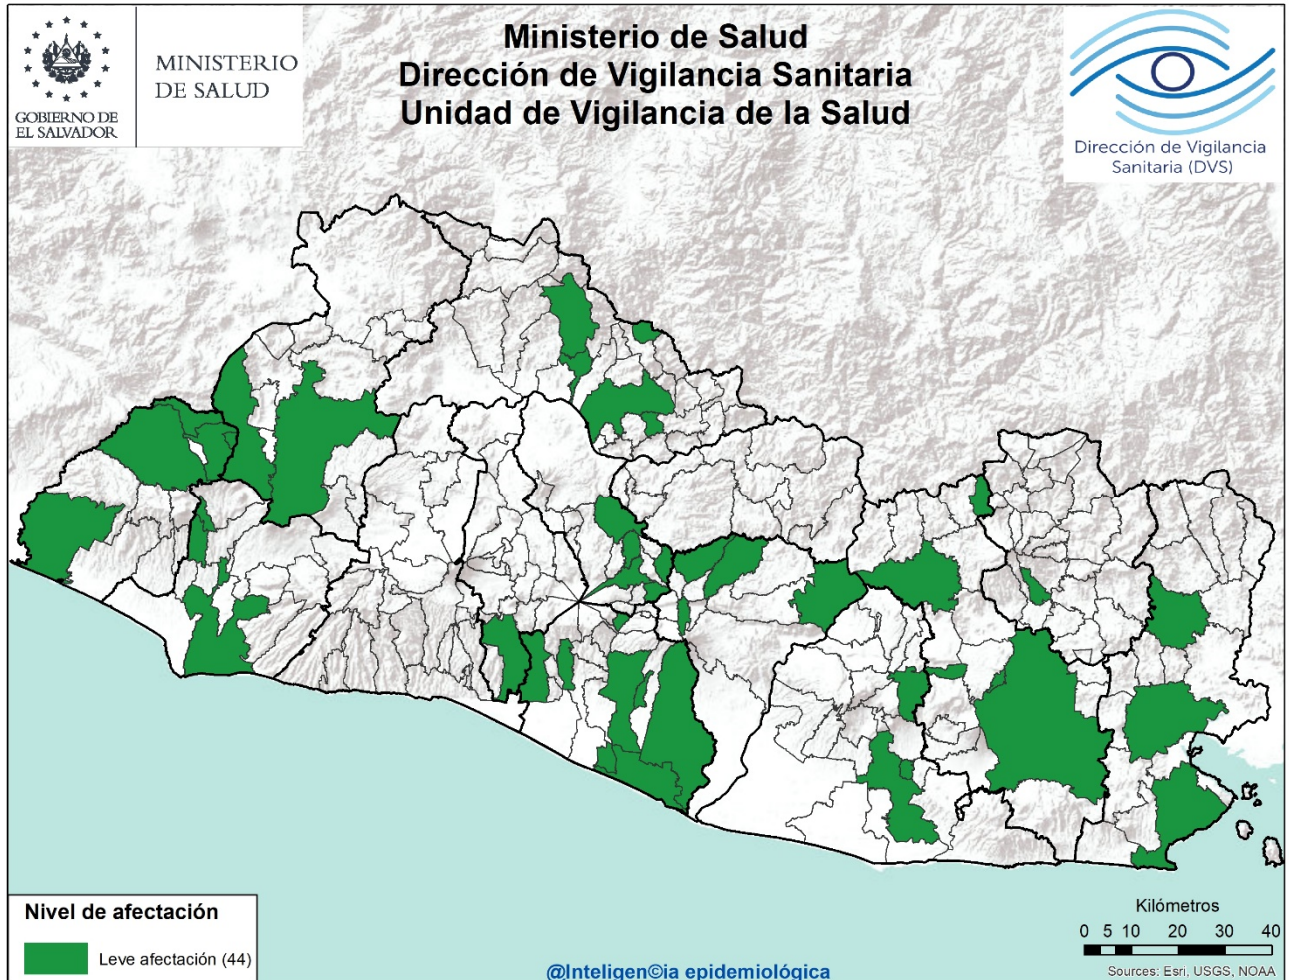 GOBIERNO DE
EL SALVADOR
MINISTERIO
DE SALUD
Ministerio de Salud
Dirección de Vigilancia Sanitaria
Unidad de Vigilancia de la Salud
Dirección de Vigilancia
Sanitaria (DVS)
Nivel de afectación
Leve afectación (44)
@Inteligen©ia epidemiológica
Kilómetros
0 5 10 20 30 40
Sources: Esri, USGS, NOAA